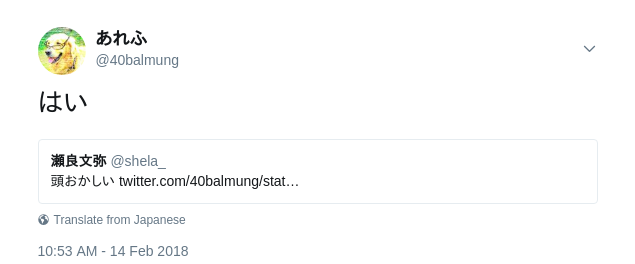 あれふ
@40balmung
はい
瀬良文弥 @shela_
頭おかしい twitter.com/40balmung/stat…
Translate from Japanese
10:53 AM - 14 Feb 2018